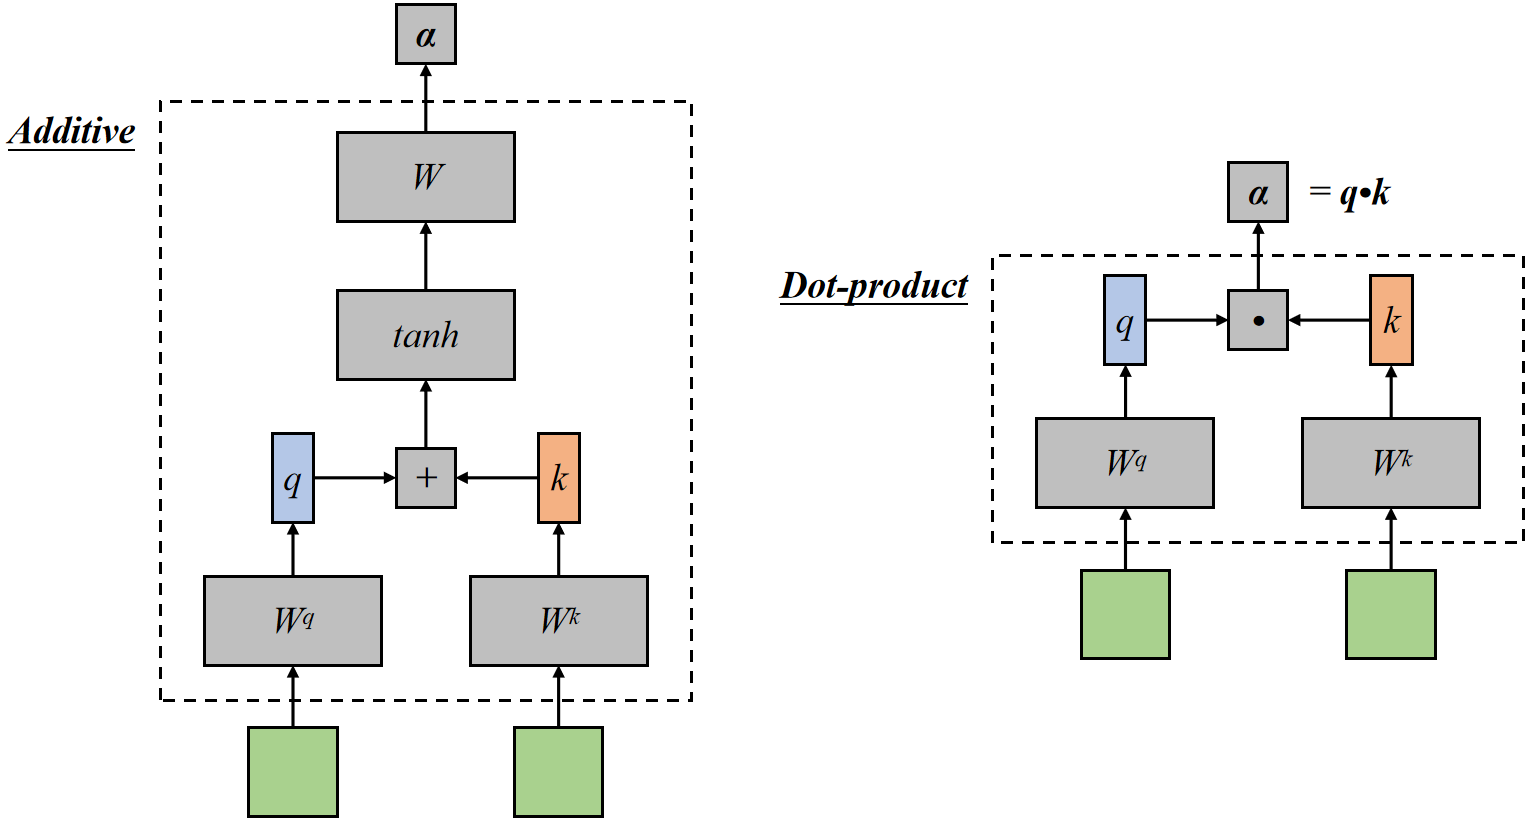 α
Additive
W
tanh
q
+
k
Wq
Wk
α = q•k
Dot-product
q
•
k
Wq
Wk